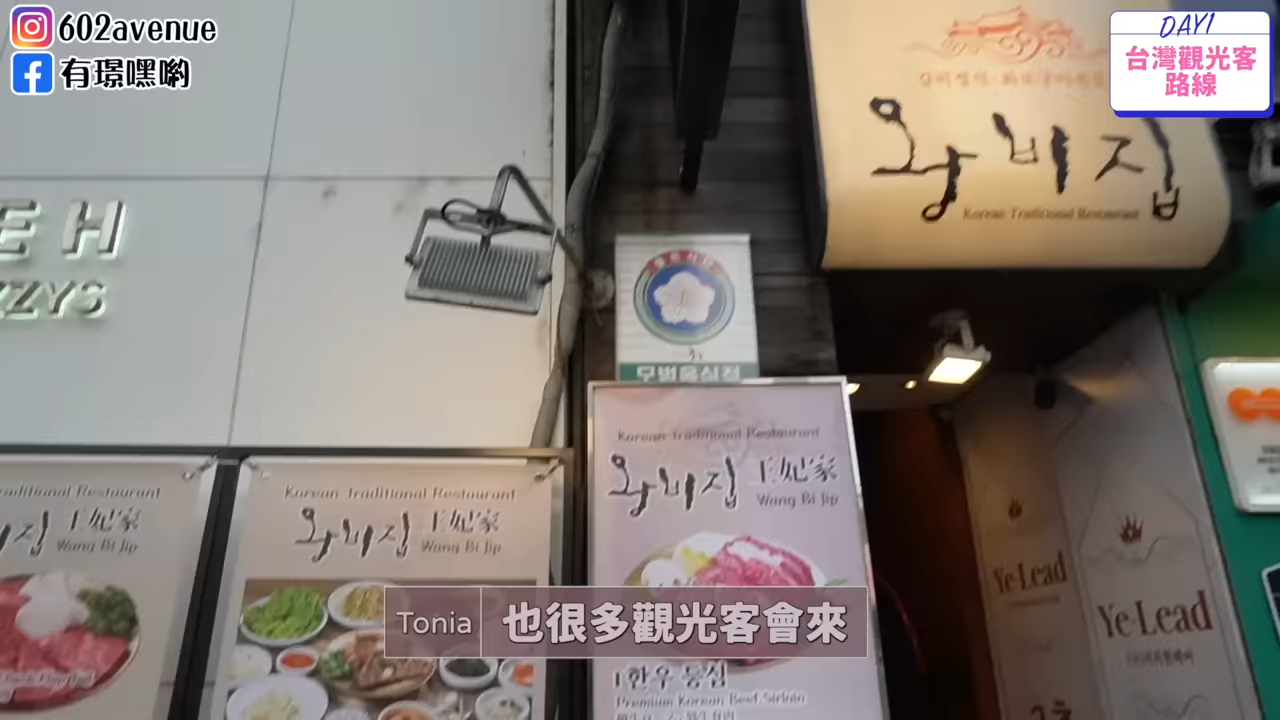 602avenue
有璟嘿喲
DAY1
台灣觀光客
路線
왕비집
Korean Traditional Restaurant
E H
ZZYS
모범음식점
Korean Traditional Restaurant
왕비집 王妃家
Wang Bi Jip
raditional Restaurant
비집 王妃家
Wang Bi Jip
Korean Traditional Restaurant
왕비집 王妃家
Wang Bi Jip
Ye·Lead
Ye·Lead
Tonia
也很多觀光客會來
한우 등심
Premium Korean Beef Sirloin